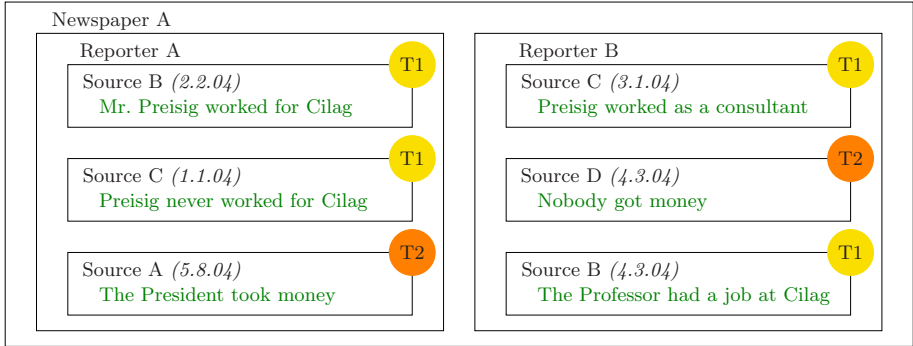 Newspaper A
Reporter A
T1
Source B (2.2.04)
Mr. Preisig worked for Cilag
T1
Source C (1.1.04)
Preisig never worked for Cilag
T2
Source A (5.8.04)
The President took money
Reporter B
T1
Source C (3.1.04)
Preisig worked as a consultant
T2
Source D (4.3.04)
Nobody got money
T1
Source B (4.3.04)
The Professor had a job at Cilag